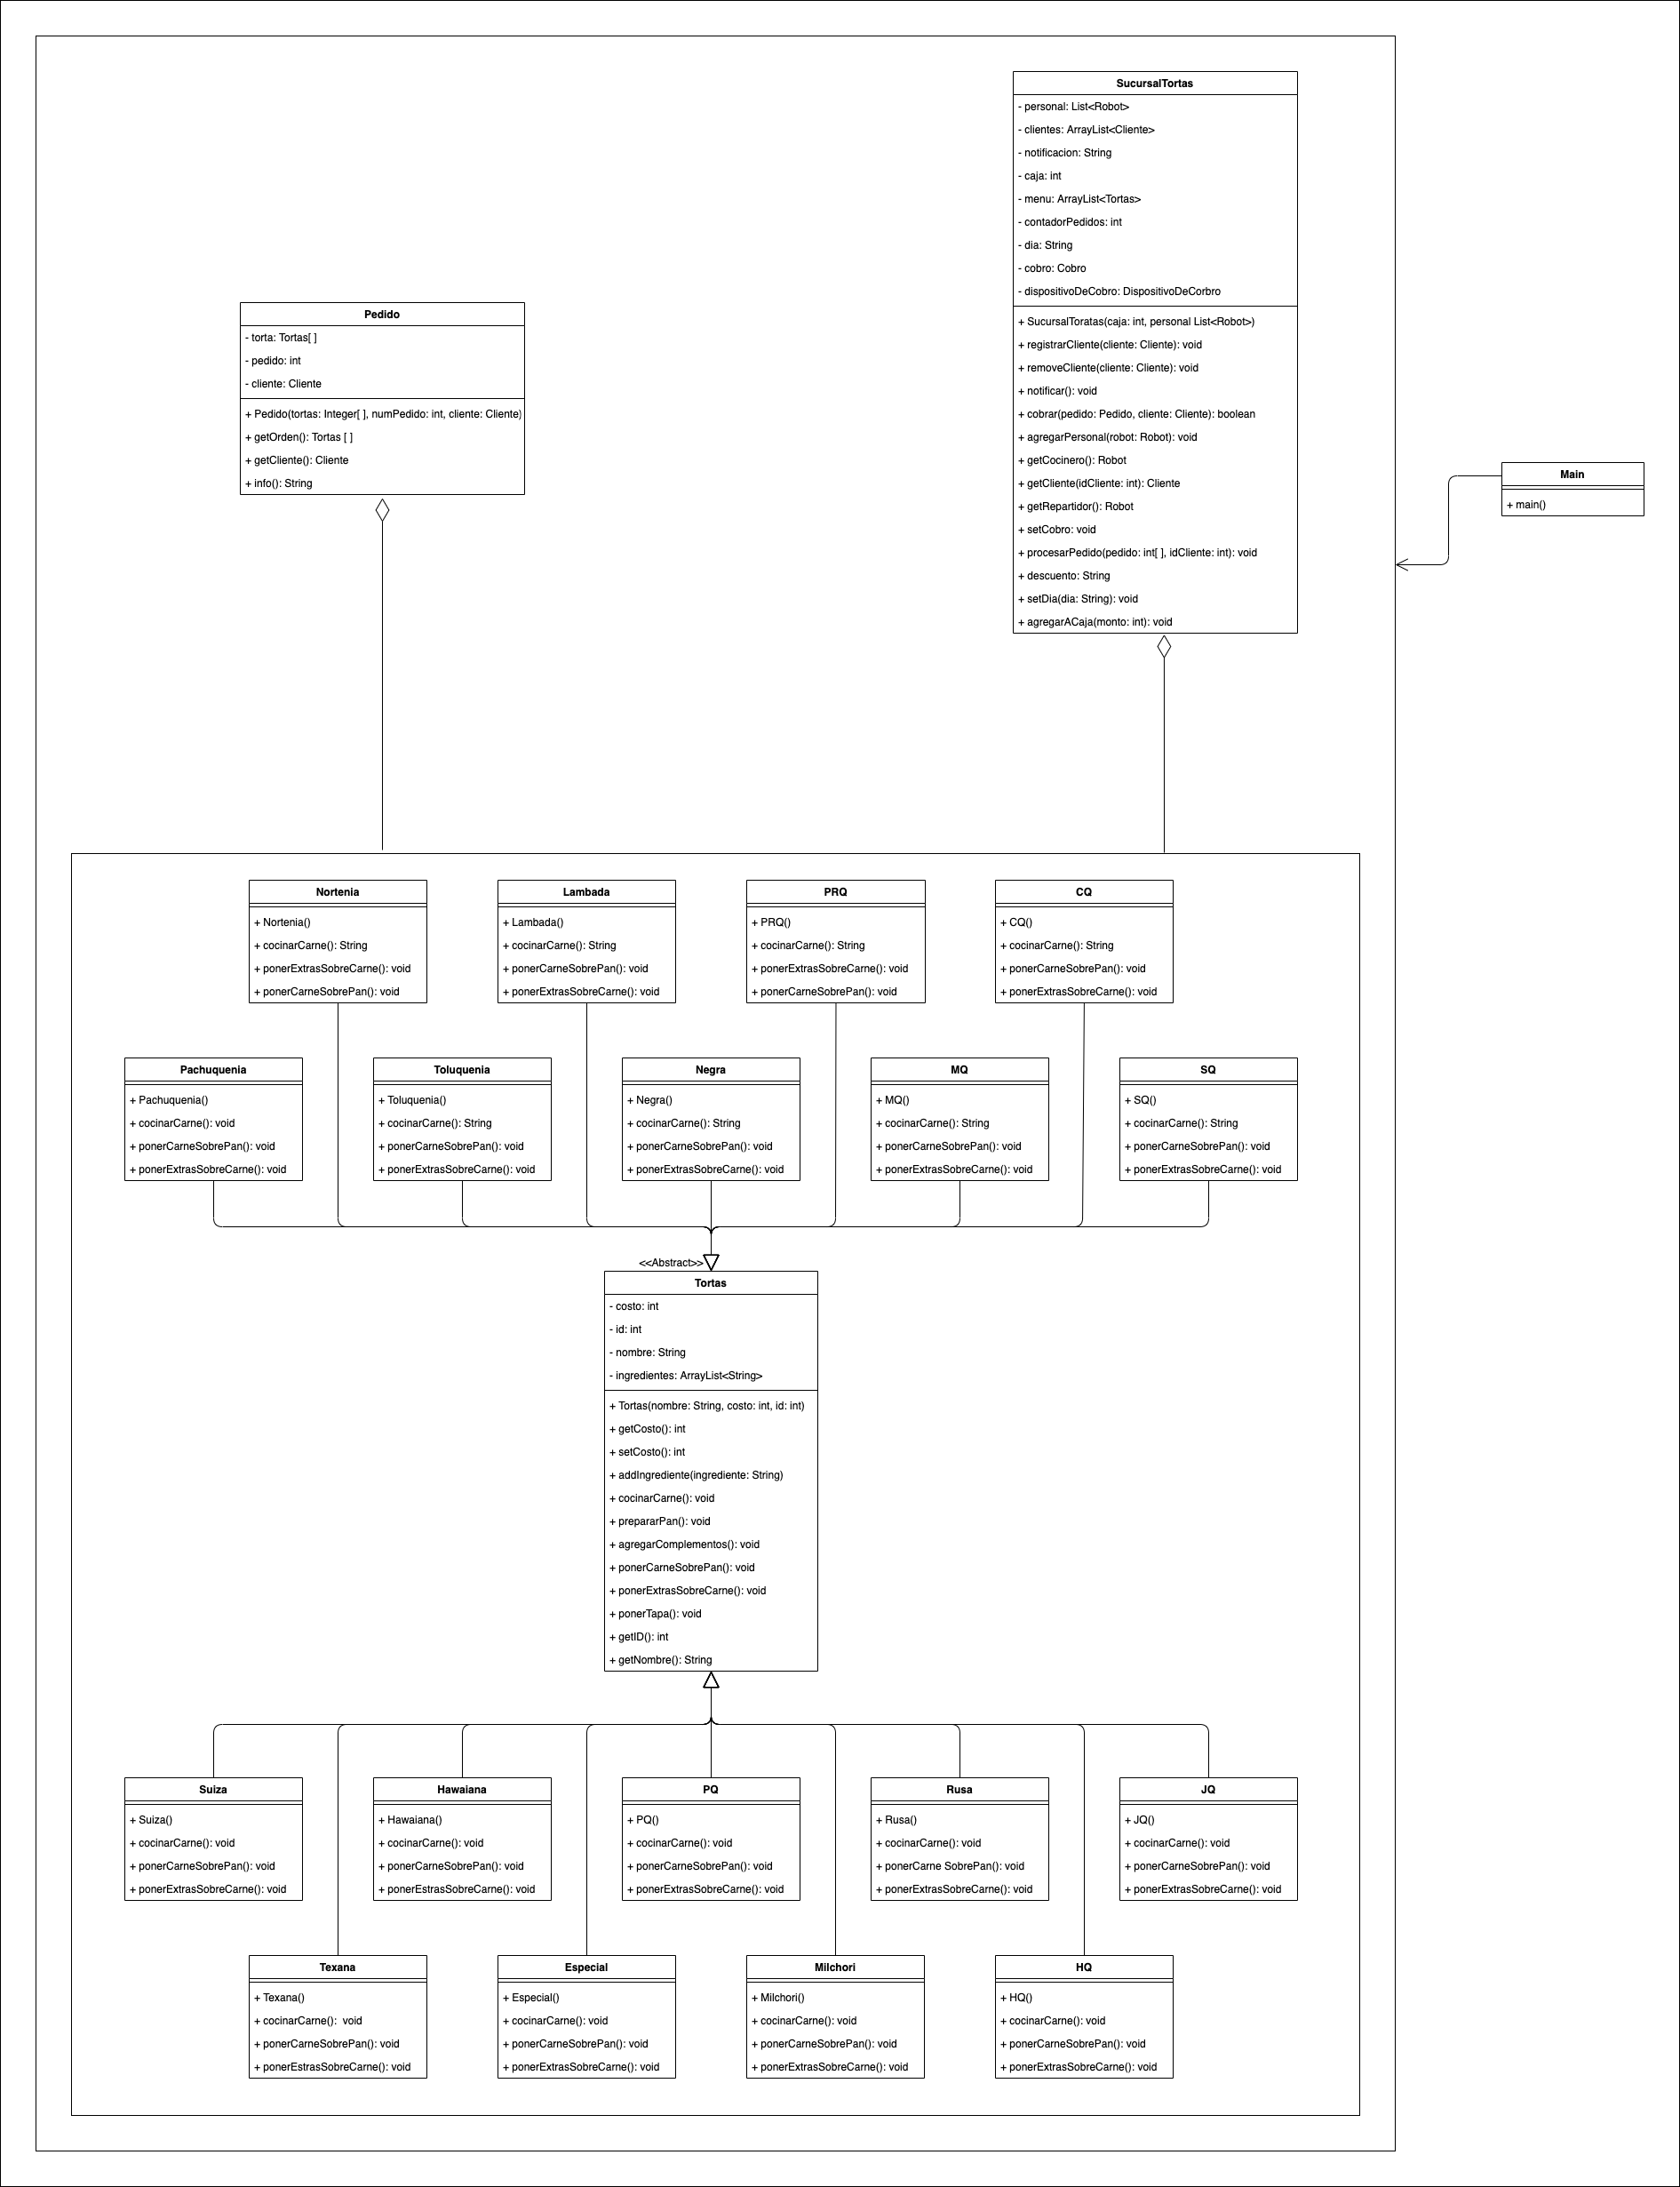 SucursalTortas
- personal: List<Robot>
- clientes: ArrayList<Cliente>
- notificacion: String
- caja: int
- menu: ArrayList<Tortas>
- contadorPedidos: int
- dia: String
- cobro: Cobro
- dispositivoDeCobro: DispositivoDeCorbro
+ SucursalToratas(caja: int, personal List<Robot>)
+ registrarCliente(cliente: Cliente): void
+ removeCliente(cliente: Cliente): void
+ notificar(): void
+ cobrar(pedido: Pedido, cliente: Cliente): boolean
+ agregarPersonal(robot: Robot): void
+ getCocinero(): Robot
+ getCliente(idCliente: int): Cliente
+ getRepartidor(): Robot
+ setCobro: void
+ procesarPedido(pedido: int[ ], idCliente: int): void
+ descuento: String
+ setDia(dia: String): void
+ agregarACaja(monto: int): void
Pedido
- torta: Tortas[ ]
- pedido: int
- cliente: Cliente
+ Pedido(tortas: Integer[ ], numPedido: int, cliente: Cliente)
+ getOrden(): Tortas [ ]
+ getCliente(): Cliente
+ info(): String
Main
+ main()
Nortenia
+ Nortenia()
+ cocinarCarne(): String
+ ponerExtrasSobreCarne(): void
+ ponerCarneSobrePan(): void
Lambada
+ Lambada()
+ cocinarCarne(): String
+ ponerCarneSobrePan(): void
+ ponerExtrasSobreCarne(): void
PRQ
+ PRQ()
+ cocinarCarne(): String
+ ponerExtrasSobreCarne(): void
+ ponerCarneSobrePan(): void
CQ
+ CQ()
+ cocinarCarne(): String
+ ponerCarneSobrePan(): void
+ ponerExtrasSobreCarne(): void
Pachuquenia
+ Pachuquenia()
+ cocinarCarne(): void
+ ponerCarneSobrePan(): void
+ ponerExtrasSobreCarne(): void
Toluquenia
+ Toluquenia()
+ cocinarCarne(): String
+ ponerCarneSobrePan(): void
+ ponerExtrasSobreCarne(): void
Negra
+ Negra()
+ cocinarCarne(): String
+ ponerCarneSobrePan(): void
+ ponerExtrasSobreCarne(): void
MQ
+ MQ()
+ cocinarCarne(): String
+ ponerCarneSobrePan(): void
+ ponerExtrasSobreCarne(): void
SQ
+ SQ()
+ cocinarCarne(): String
+ ponerCarneSobrePan(): void
+ ponerExtrasSobreCarne(): void
<<Abstract>>
Tortas
- costo: int
- id: int
- nombre: String
- ingredientes: ArrayList<String>
+ Tortas(nombre: String, costo: int, id: int)
+ getCosto(): int
+ setCosto(): int
+ addIngrediente(ingrediente: String)
+ cocinarCarne(): void
+ prepararPan(): void
+ agregarComplementos(): void
+ ponerCarneSobrePan(): void
+ ponerExtrasSobreCarne(): void
+ ponerTapa(): void
+ getID(): int
+ getNombre(): String
Suiza
+ Suiza()
+ cocinarCarne(): void
+ ponerCarneSobrePan(): void
+ ponerExtrasSobreCarne(): void
Hawaiana
+ Hawaiana()
+ cocinarCarne(): void
+ ponerCarneSobrePan(): void
+ ponerEstrasSobreCarne(): void
PQ
+ PQ()
+ cocinarCarne(): void
+ ponerCarneSobrePan(): void
+ ponerExtrasSobreCarne(): void
Rusa
+ Rusa()
+ cocinarCarne(): void
+ ponerCarne SobrePan(): void
+ ponerExtrasSobreCarne(): void
JQ
+ JQ()
+ cocinarCarne(): void
+ ponerCarneSobrePan(): void
+ ponerExtrasSobreCarne(): void
Texana
+ Texana()
+ cocinarCarne():  void
+ ponerCarneSobrePan(): void
+ ponerEstrasSobreCarne(): void
Especial
+ Especial()
+ cocinarCarne(): void
+ ponerCarneSobrePan(): void
+ ponerExtrasSobreCarne(): void
Milchori
+ Milchori()
+ cocinarCarne(): void
+ ponerCarneSobrePan(): void
+ ponerExtrasSobreCarne(): void
HQ
+ HQ()
+ cocinarCarne(): void
+ ponerCarneSobrePan(): void
+ ponerExtrasSobreCarne(): void